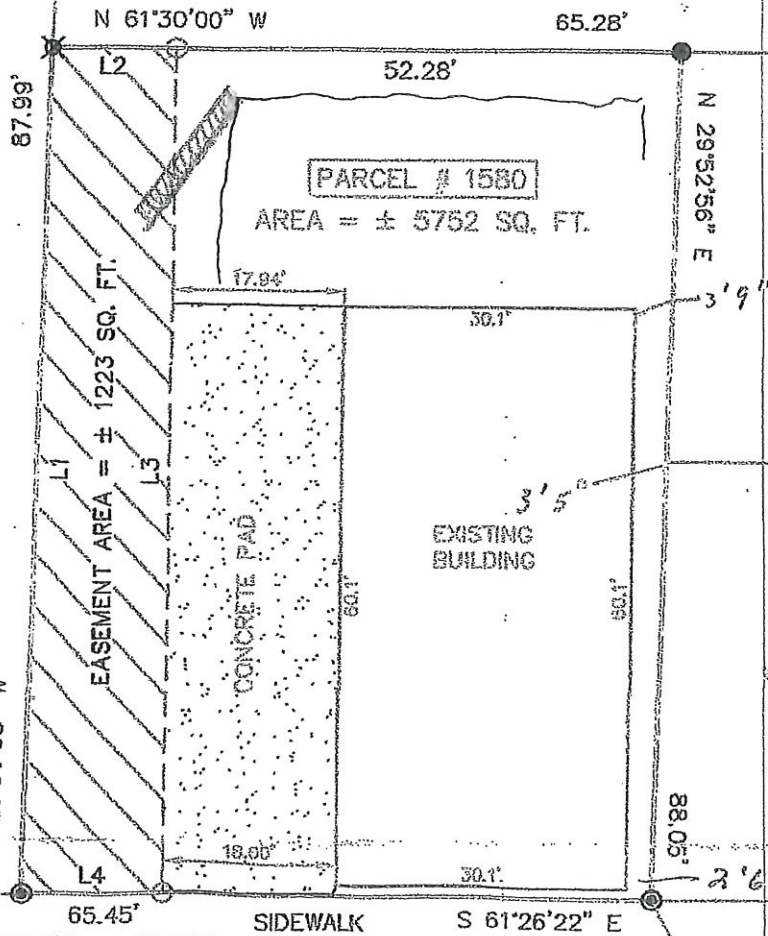 N 61°30'00" W
65.28'
L2
52.28'
87.99'
N 29°52'56" E
PARCEL # 1580
AREA = ± 5752 SQ. FT.
17.94'
30.1'
3'9"
EASEMENT AREA = ± 1223 SQ. FT.
L1
L3
3'5"
EXISTING
BUILDING
CONCRETE PAD
60.1'
60.1'
W
88.05'
18.00'
30.1'
2'6
L4
65.45'
SIDEWALK
S 61°26'22" E